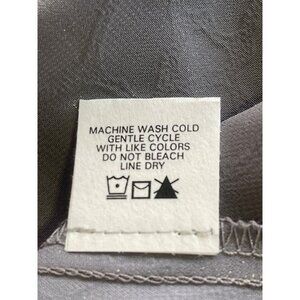 MACHINE WASH COLD
GENTLE CYCLE
WITH LIKE COLORS
DO NOT BLEACH
LINE DRY